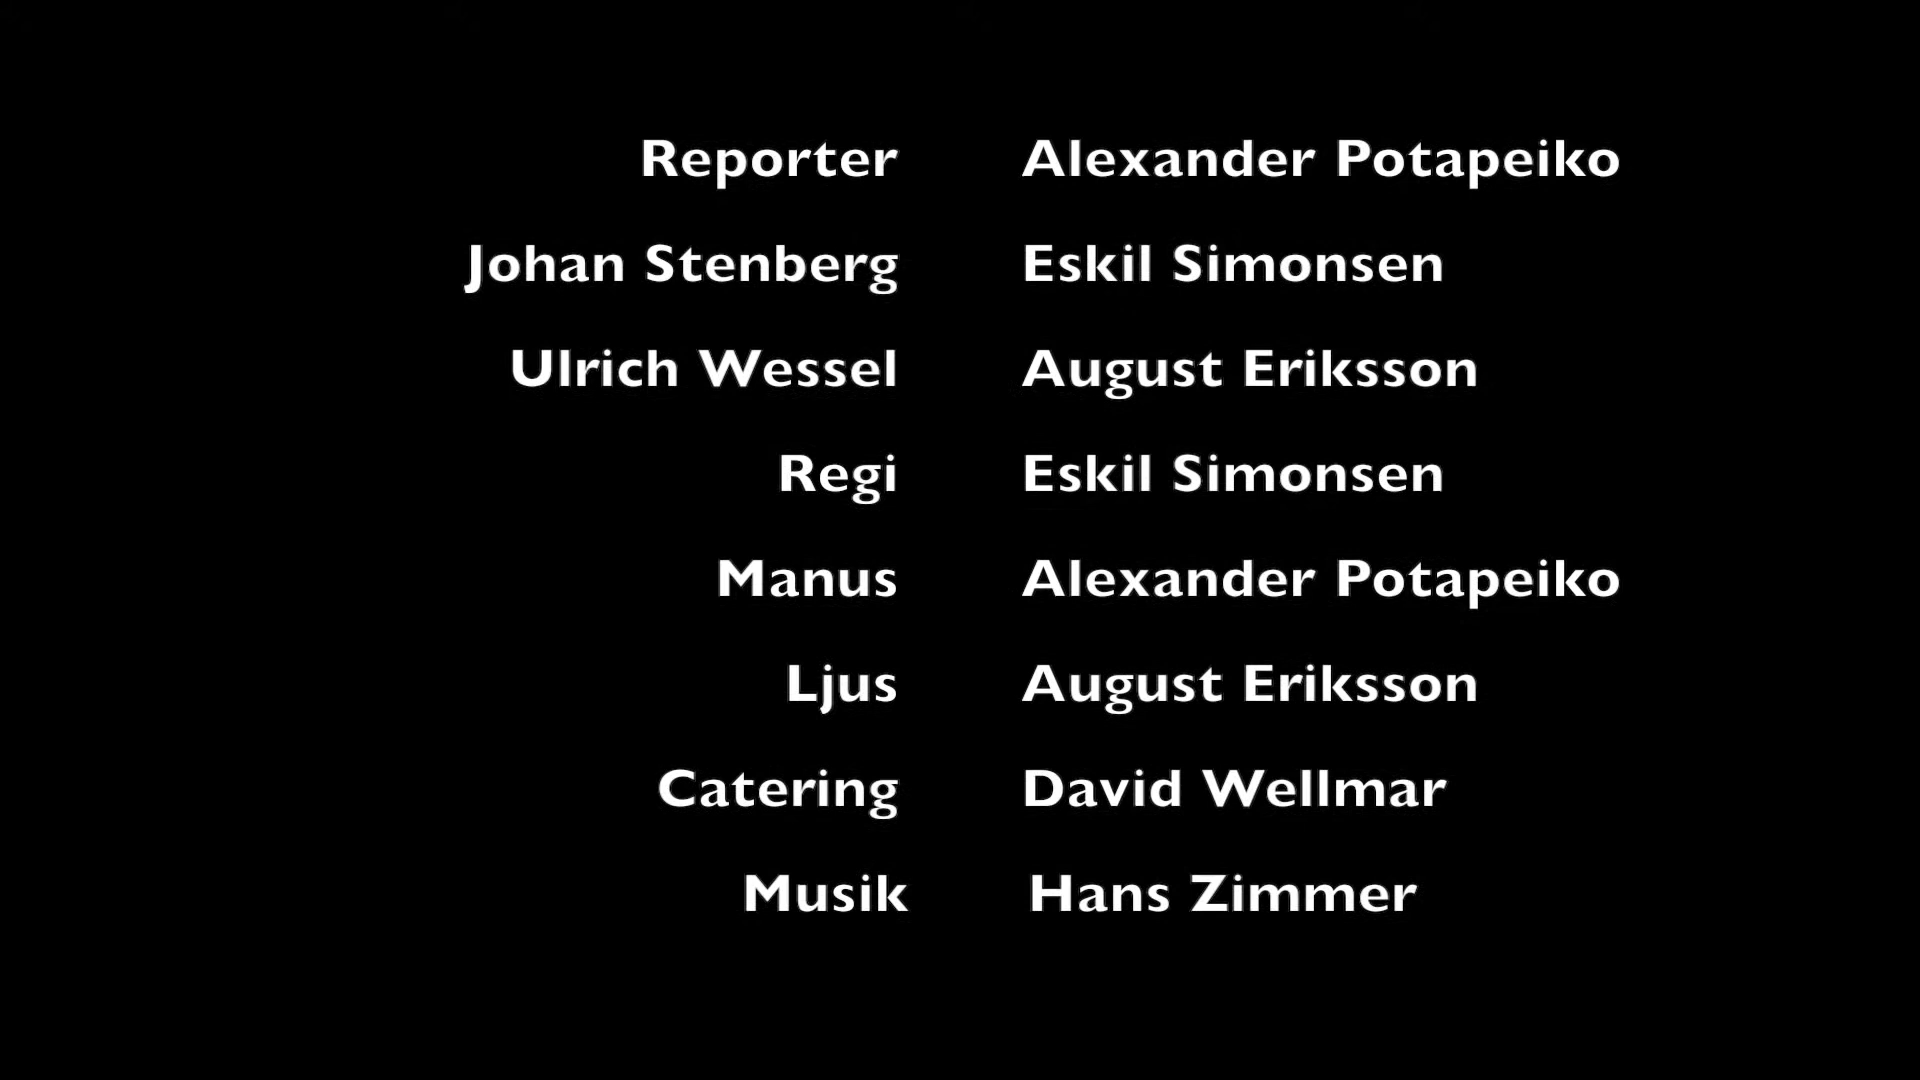 Reporter Alexander Potapeiko
Johan Stenberg Eskil Simonsen
Ulrich Wessel August Eriksson
Regi Eskil Simonsen
Manus Alexander Potapeiko
Ljus August Eriksson
Catering David Wellmar
Musik Hans Zimmer